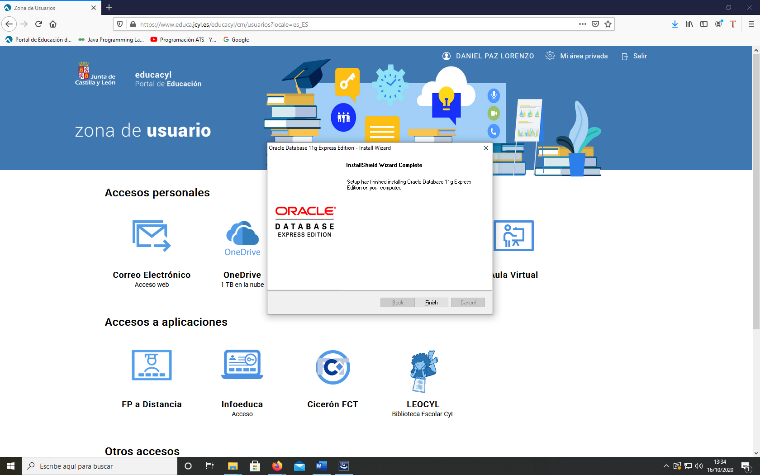 Zona de Usuarios
https://www.educa.jcyl.es/educacyl/cm/usuarios?locale=es_ES
Portal de Educación d...
Java Programming La...
Programación ATS - Y...
Google
Junta de
Castilla y León
educacyl
Portal de Educación
DANIEL PAZ LORENZO
Mi área privada
Salir
zona de usuario
Oracle Database 11g Express Edition - Install Wizard
InstallShield Wizard Complete
Setup has finished installing Oracle Database 11g Express
Edition on your computer.
ORACLE
DATABASE
EXPRESS EDITION
Back
Finish
Cancel
Accesos personales
OneDrive
Correo Electrónico
Acceso web
OneDrive
1 TB en la nube
Aula Virtual
Accesos a aplicaciones
FP a Distancia
Infoeduca
Acceso
Cicerón FCT
LEOCYL
Biblioteca Escolar CyL
Otros accesos
Escribe aquí para buscar
13:34
16/10/2020